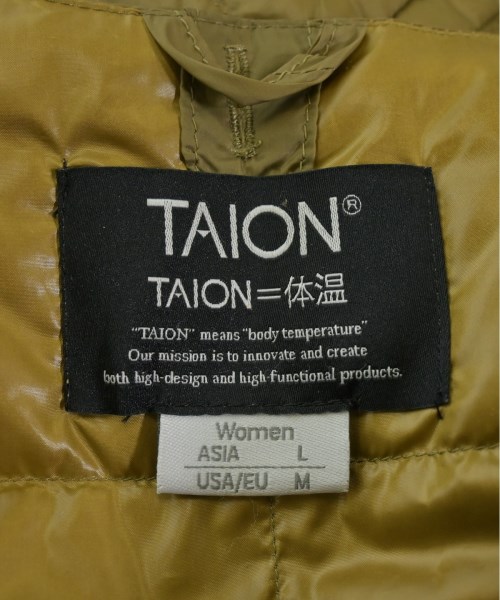 TAION®
TAION=体温
"TAION" means "body temperature"
Our mission is to innovate and create
both high-design and high-functional products.
Women
ASIA L
USA/EU M